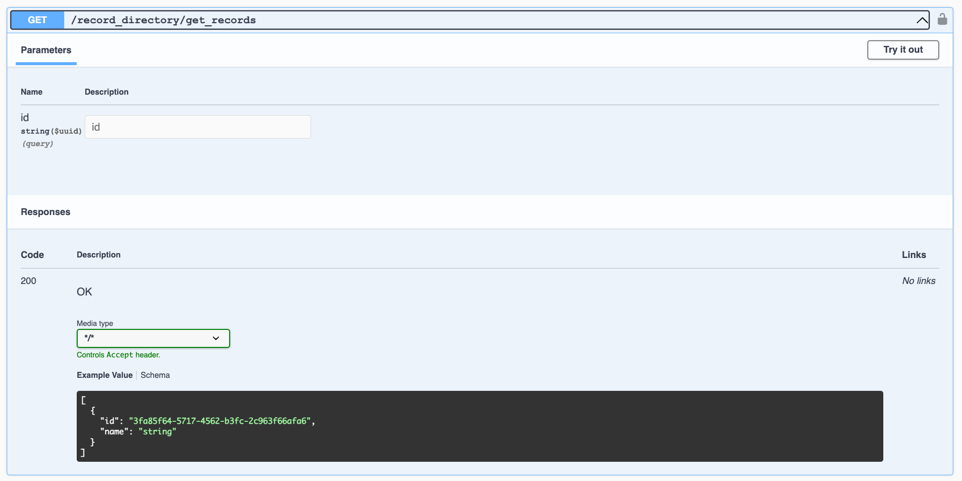 GET /record_directory/get_records
Parameters
Try it out
Name Description
id
string($uuid)
(query)
id
Responses
Code Description Links
200 No links
OK
Media type
*/*
Controls Accept header.
Example Value Schema
[
{
"id": "3fa85f64-5717-4562-b3fc-2c963f66afa6",
"name": "string"
}
]